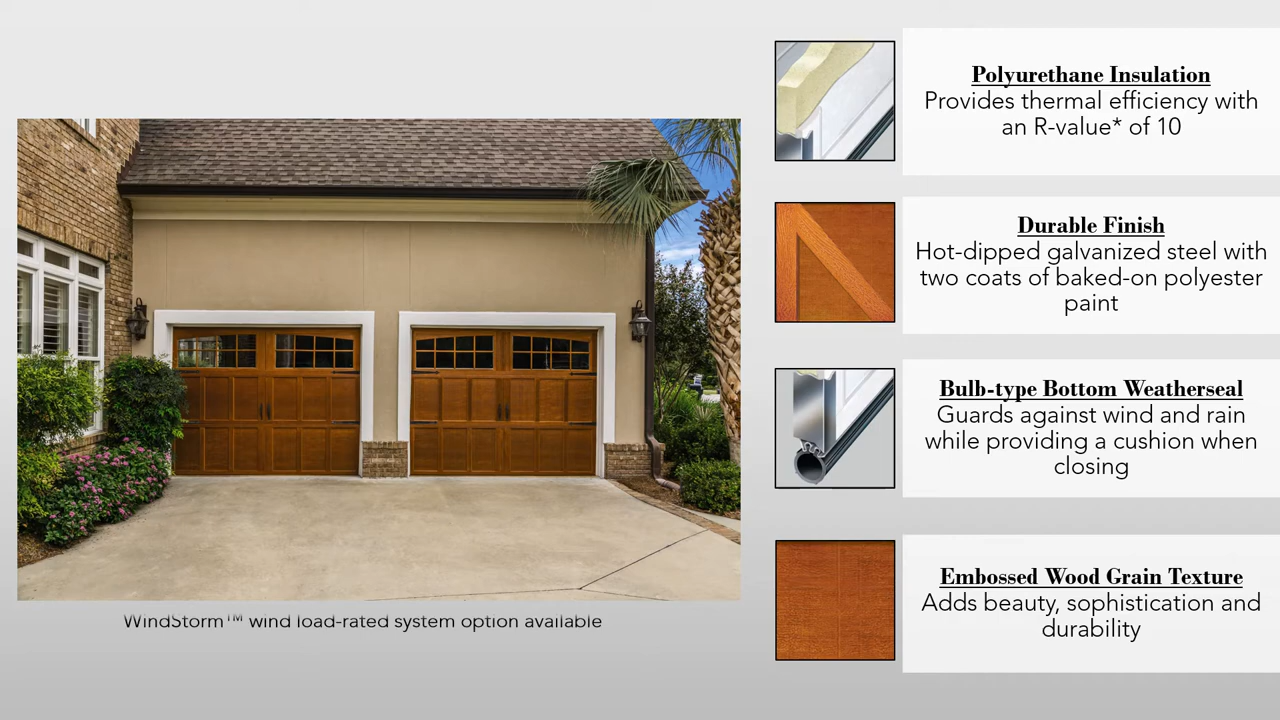 Polyurethane Insulation
Provides thermal efficiency with
an R-value* of 10
Durable Finish
Hot-dipped galvanized steel with
two coats of baked-on polyester
paint
Bulb-type Bottom Weatherseal
Guards against wind and rain
while providing a cushion when
closing
Embossed Wood Grain Texture
Adds beauty, sophistication and
durability
WindStorm™ wind load-rated system option available